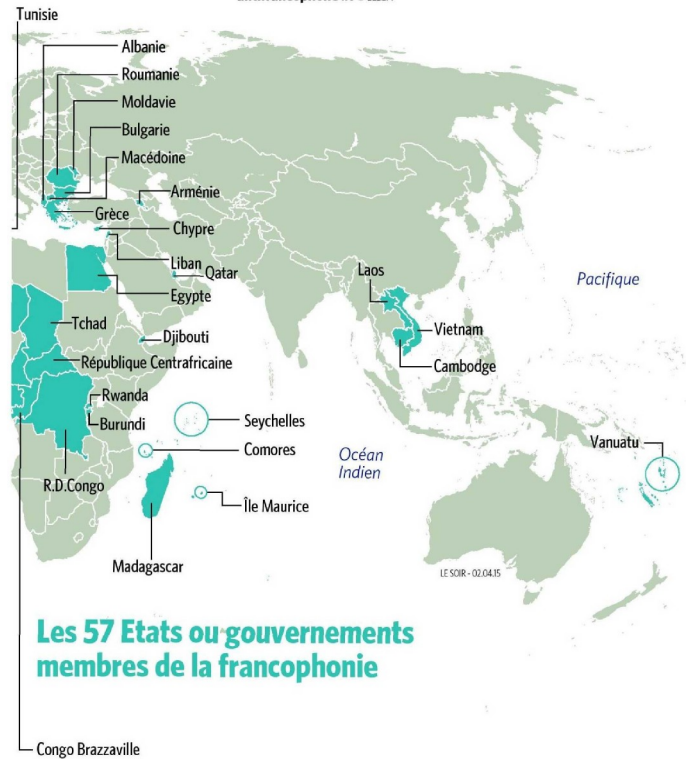 Tunisie
Albanie
Roumanie
Moldavie
Bulgarie
Macédoine
Arménie
Grèce
Chypre
Liban
Qatar
Egypte
Laos
Pacifique
Tchad
Djibouti
Vietnam
République Centrafricaine
Cambodge
Rwanda
Burundi
Seychelles
Comores
Océan
Indien
Vanuatu
R.D.Congo
Île Maurice
Madagascar
LE SOIR - 02.04.15
Les 57 Etats ou gouvernements
membres de la francophonie
Congo Brazzaville